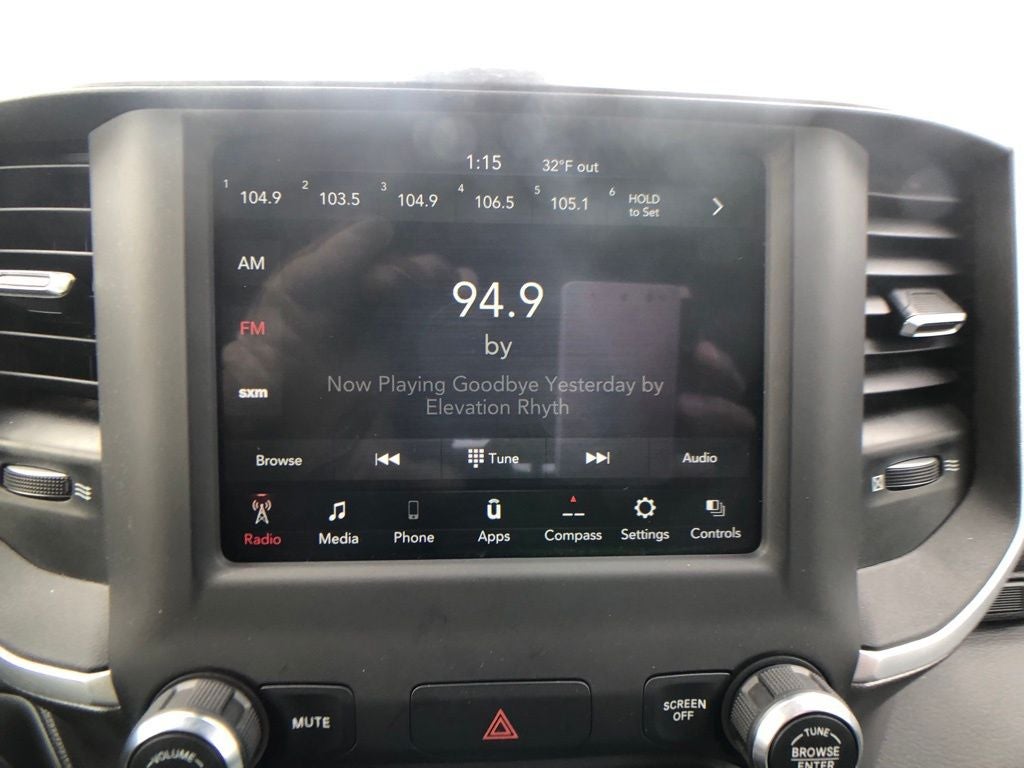 1:15 32°F out
1 104.9 2 103.5 3 104.9 4 106.5 5 105.1 6 HOLD
to Set
AM
94.9
FM
by
Now Playing Goodbye Yesterday by
Elevation Rhyth
sxm
Browse Tune Audio
Radio Media Phone Apps Compass Settings Controls
MUTE
SCREEN
OFF
VOLUME
TUNE
BROWSE
ENTER